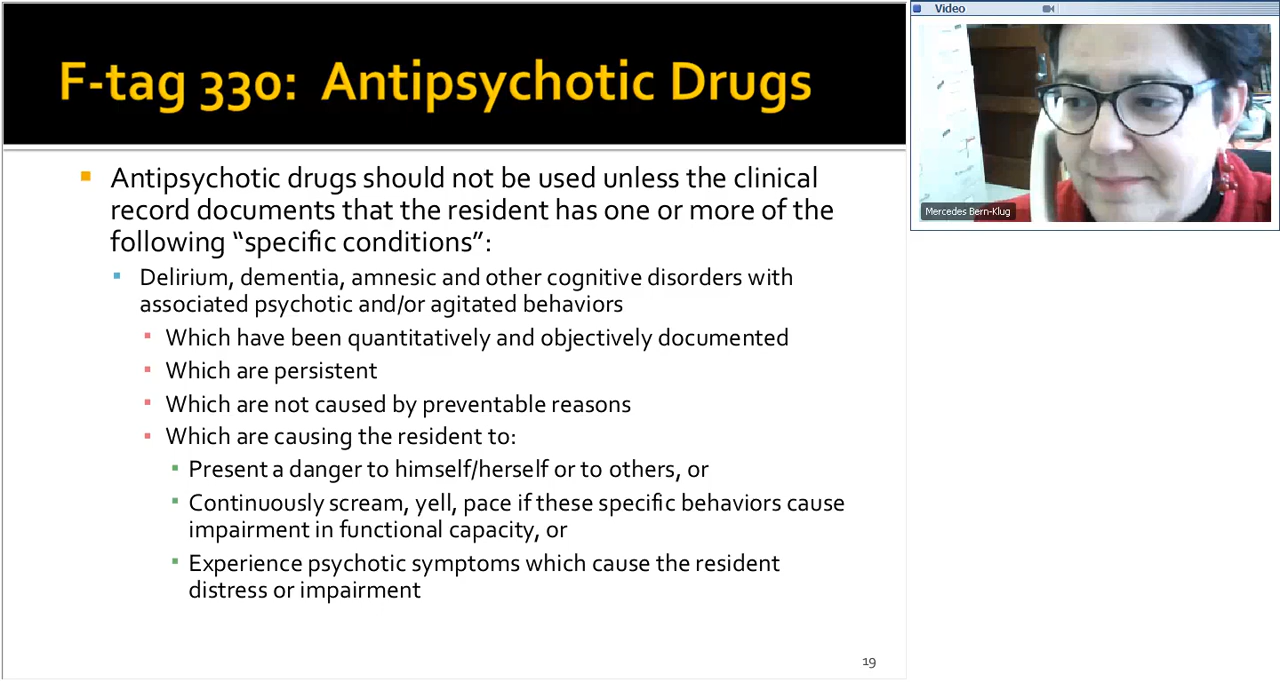 F-tag 330: Antipsychotic Drugs
Antipsychotic drugs should not be used unless the clinical
record documents that the resident has one or more of the
following “specific conditions”:
Delirium, dementia, amnesic and other cognitive disorders with
associated psychotic and/or agitated behaviors
Which have been quantitatively and objectively documented
Which are persistent
Which are not caused by preventable reasons
Which are causing the resident to:
Present a danger to himself/herself or to others, or
Continuously scream, yell, pace if these specific behaviors cause
impairment in functional capacity, or
Experience psychotic symptoms which cause the resident
distress or impairment
19
Video
Mercedes Bern-Klug